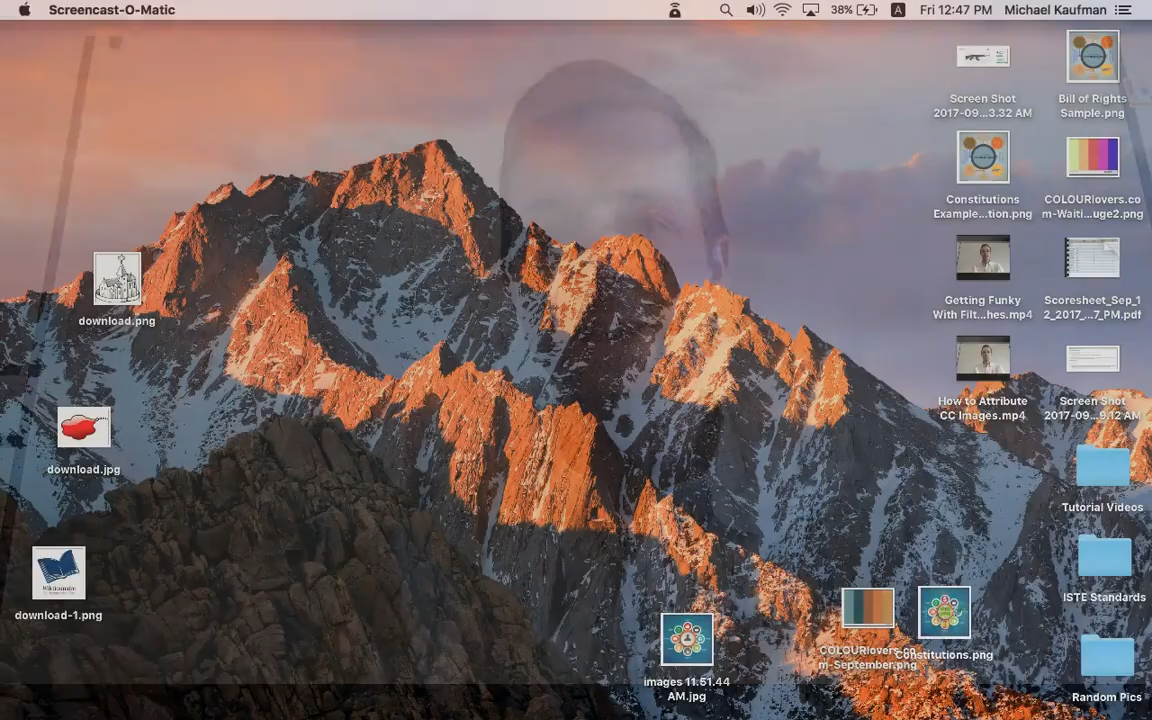 Screencast-O-Matic
38%
A
Fri 12:47 PM
Michael Kaufman
Screen Shot
2017-09...3.32 AM
Bill of Rights
Sample.png
Constitutions
Example...tion.png
COLOURlovers.co
m-Waiti...uge2.png
Getting Funky
With Filt...hes.mp4
Scoresheet_Sep_1
2_2017_...7_PM.pdf
How to Attribute
CC Images.mp4
Screen Shot
2017-09...9.12 AM
download.png
download.jpg
Tutorial Videos
ISTE Standards
Wiktionnaire
download-1.png
images 11.51.44
AM.jpg
COLOURlovers.co
m-September.png
Constitutions.png
Random Pics